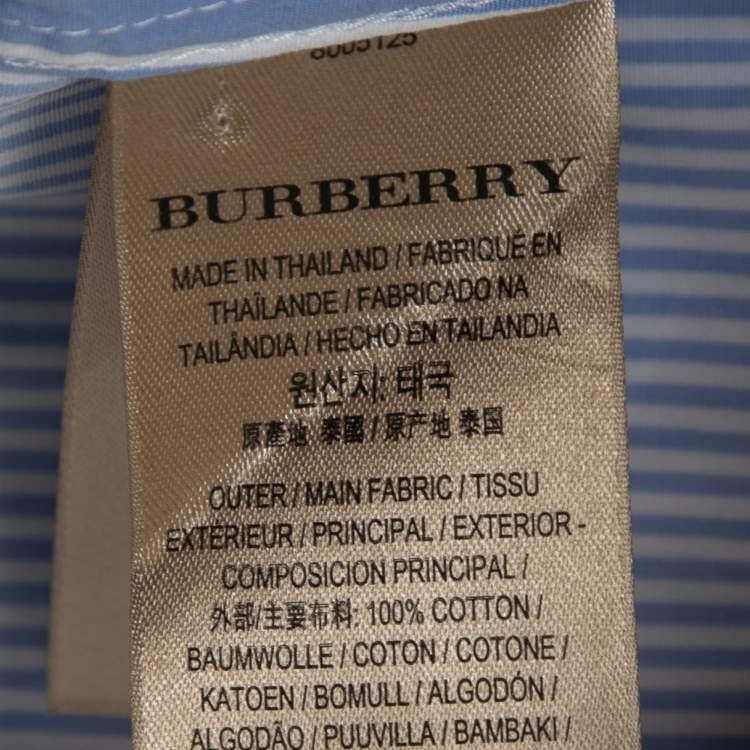 8005125
BURBERRY
MADE IN THAILAND / FABRIQUÉ EN
THAÏLANDE / FABRICADO NA
TAILÂNDIA / HECHO EN TAILANDIA
원산지: 태국
原產地 泰國 / 原产地 泰国
OUTER / MAIN FABRIC / TISSU
EXTÉRIEUR / PRINCIPAL / EXTERIOR -
COMPOSICION PRINCIPAL /
外部/主要布料: 100% COTTON /
BAUMWOLLE / COTON / COTONE /
KATOEN / BOMULL / ALGODÓN /
ALGODÃO / PUUVILLA / BAMBAKI /